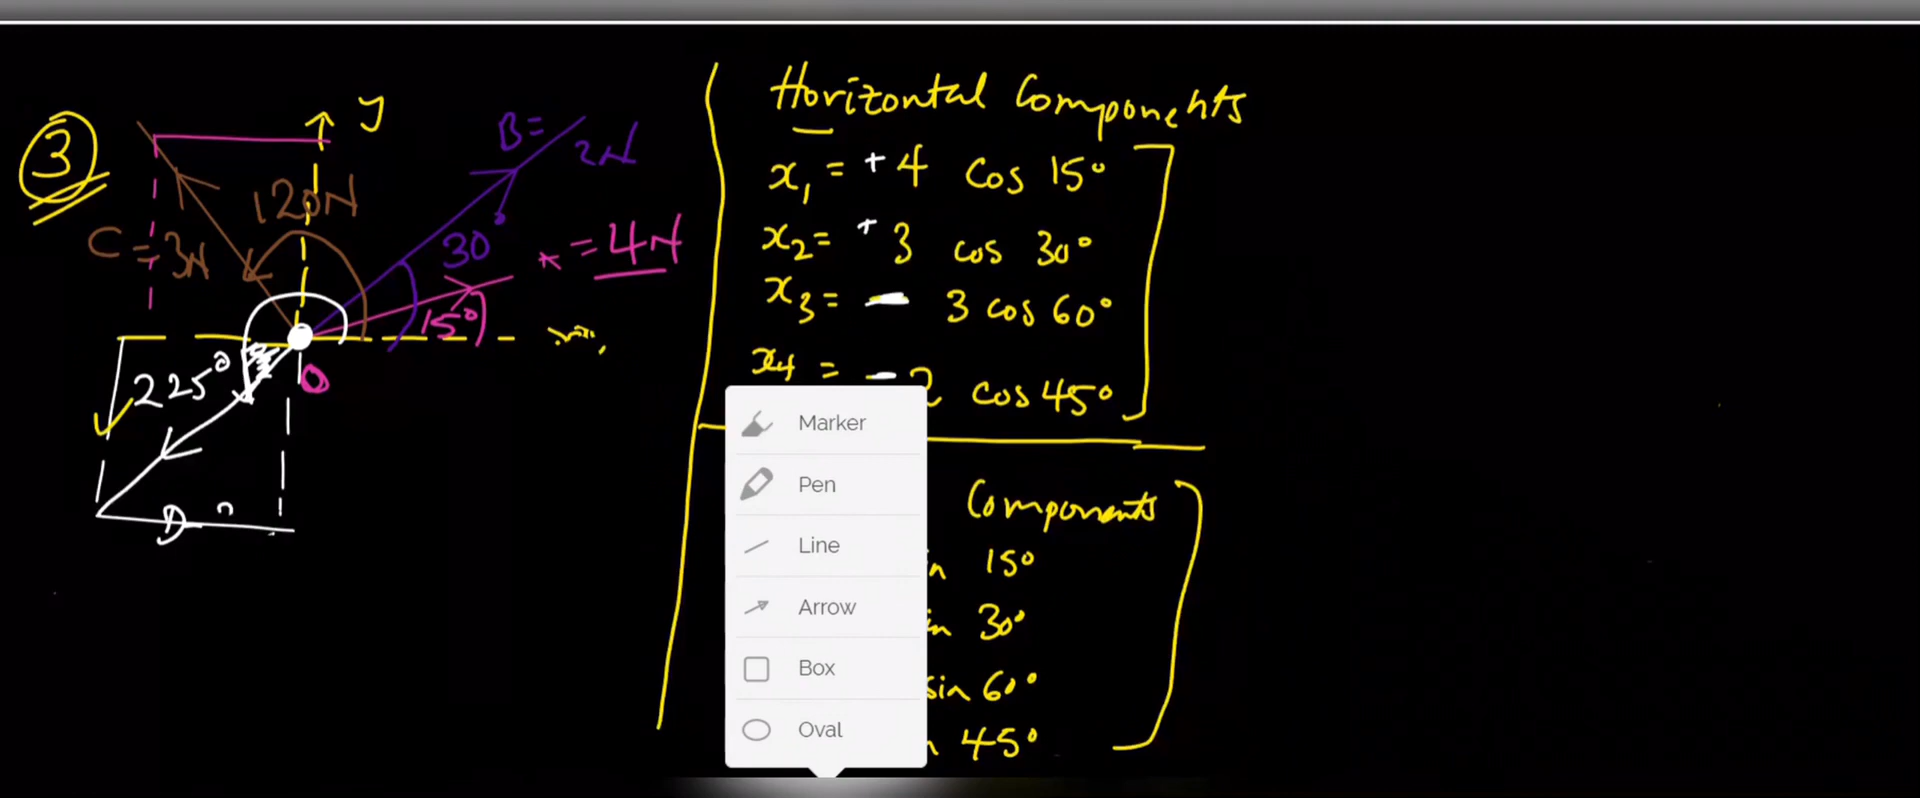 3
y
B=
2N
120N
C=3N
30°
= 4N
15°
225°
O
D
Horizontal Components
x₁ = + 4 cos 15°
x₂ = + 3 cos 30°
x₃ = - 3 cos 60°
x₄ = - 2 cos 45°
Marker
Pen
Line
Arrow
Box
Oval
Components
15°
30°
sin 60°
45°